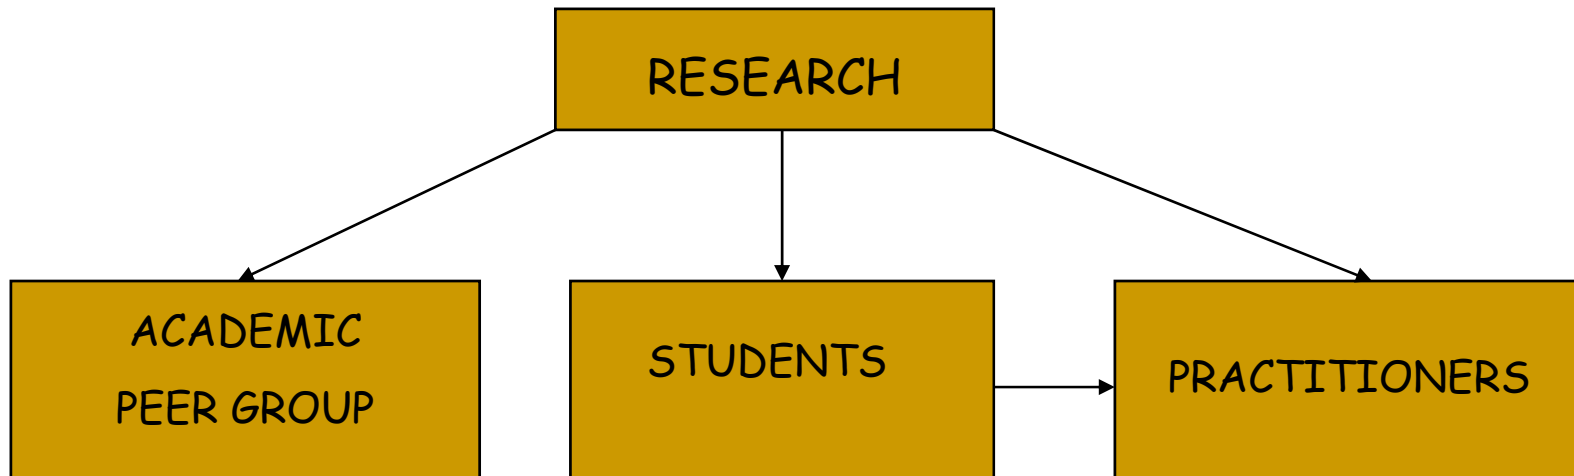 RESEARCH
ACADEMIC
PEER GROUP
STUDENTS
PRACTITIONERS